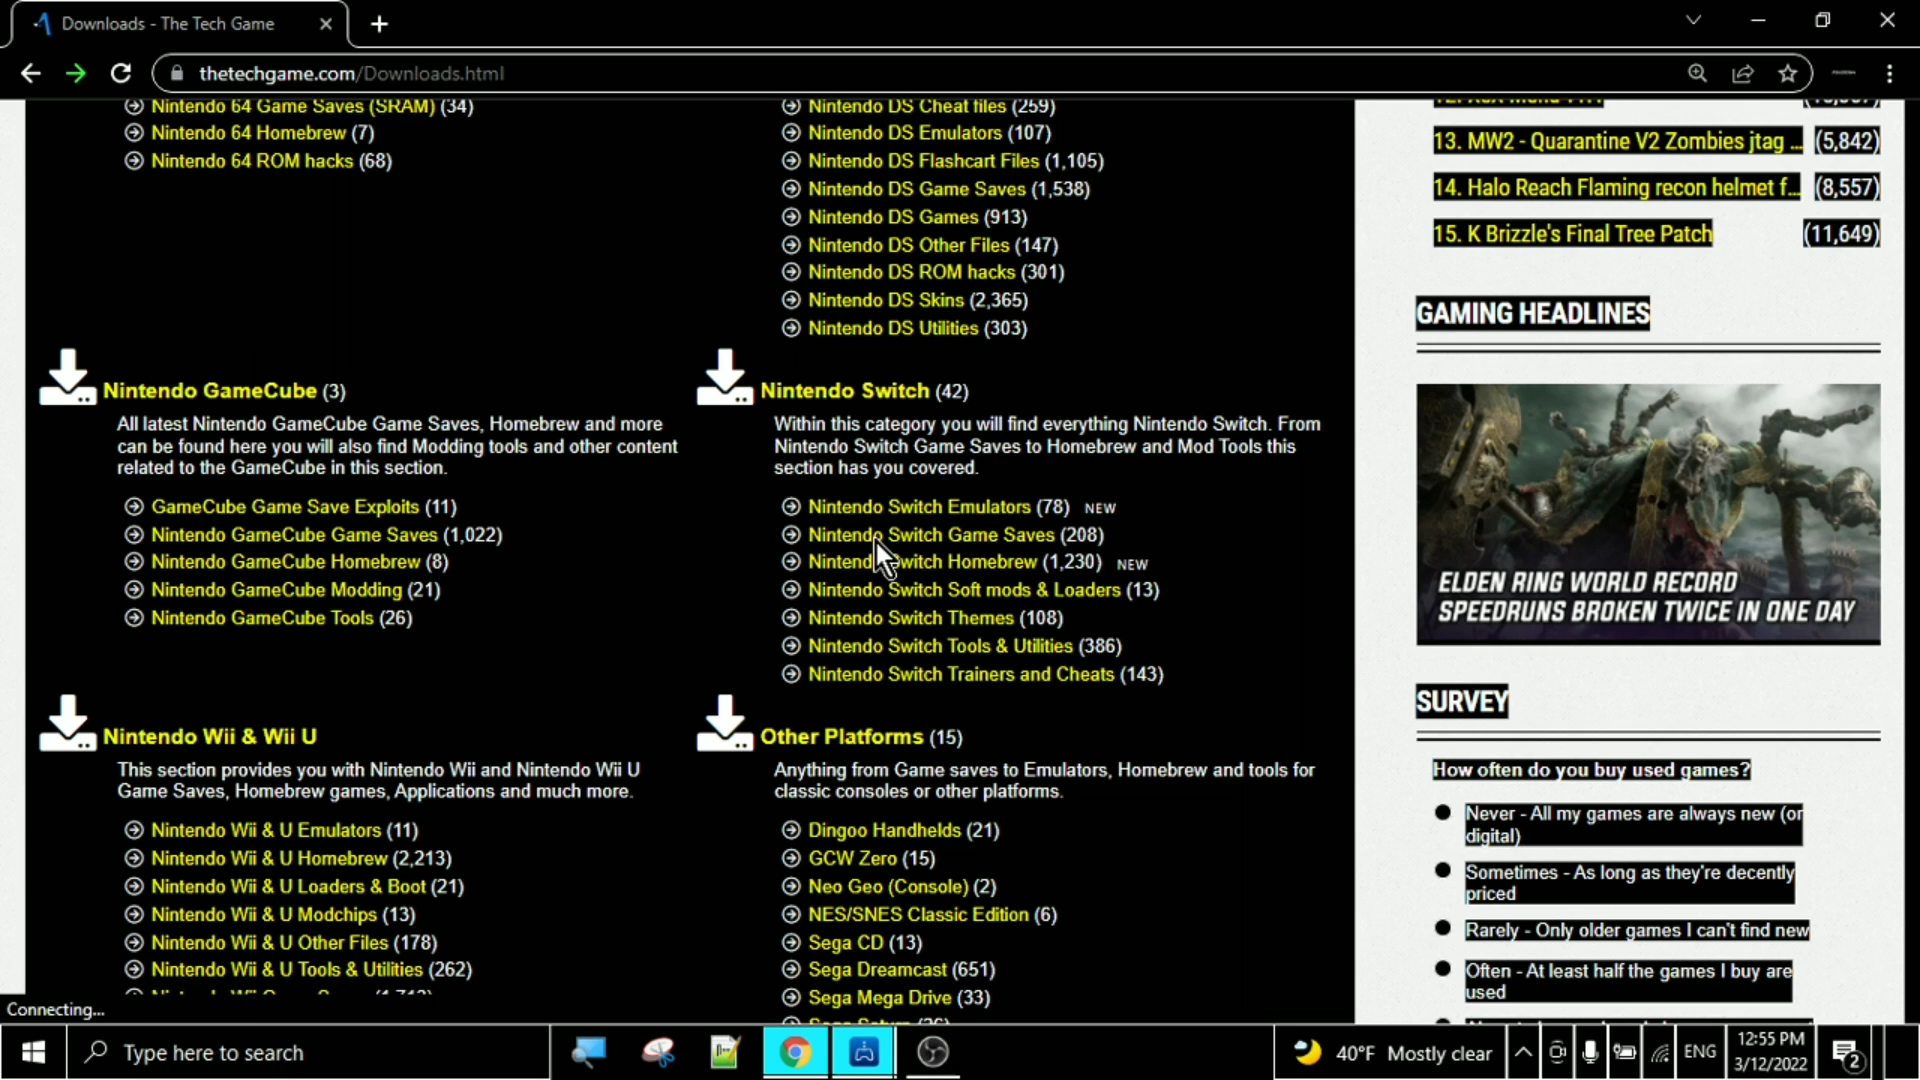 Downloads - The Tech Game
thetechgame.com/Downloads.html
Nintendo 64 Game Saves (SRAM) (34)
Nintendo 64 Homebrew (7)
Nintendo 64 ROM hacks (68)
Nintendo DS Cheat files (259)
Nintendo DS Emulators (107)
Nintendo DS Flashcart Files (1,105)
Nintendo DS Game Saves (1,538)
Nintendo DS Games (913)
Nintendo DS Other Files (147)
Nintendo DS ROM hacks (301)
Nintendo DS Skins (2,365)
Nintendo DS Utilities (303)
Nintendo GameCube (3)
All latest Nintendo GameCube Game Saves, Homebrew and more
can be found here you will also find Modding tools and other content
related to the GameCube in this section.
GameCube Game Save Exploits (11)
Nintendo GameCube Game Saves (1,022)
Nintendo GameCube Homebrew (8)
Nintendo GameCube Modding (21)
Nintendo GameCube Tools (26)
Nintendo Switch (42)
Within this category you will find everything Nintendo Switch. From
Nintendo Switch Game Saves to Homebrew and Mod Tools this
section has you covered.
Nintendo Switch Emulators (78) NEW
Nintendo Switch Game Saves (208)
Nintendo Switch Homebrew (1,230) NEW
Nintendo Switch Soft mods & Loaders (13)
Nintendo Switch Themes (108)
Nintendo Switch Tools & Utilities (386)
Nintendo Switch Trainers and Cheats (143)
Nintendo Wii & Wii U
This section provides you with Nintendo Wii and Nintendo Wii U
Game Saves, Homebrew games, Applications and much more.
Nintendo Wii & U Emulators (11)
Nintendo Wii & U Homebrew (2,213)
Nintendo Wii & U Loaders & Boot (21)
Nintendo Wii & U Modchips (13)
Nintendo Wii & U Other Files (178)
Nintendo Wii & U Tools & Utilities (262)
Other Platforms (15)
Anything from Game saves to Emulators, Homebrew and tools for
classic consoles or other platforms.
Dingoo Handhelds (21)
GCW Zero (15)
Neo Geo (Console) (2)
NES/SNES Classic Edition (6)
Sega CD (13)
Sega Dreamcast (651)
Sega Mega Drive (33)
13. MW2 - Quarantine V2 Zombies jtag ... (5,842)
14. Halo Reach Flaming recon helmet f... (8,557)
15. K Brizzle's Final Tree Patch (11,649)
GAMING HEADLINES
ELDEN RING WORLD RECORD
SPEEDRUNS BROKEN TWICE IN ONE DAY
SURVEY
How often do you buy used games?
Never - All my games are always new (or
digital)
Sometimes - As long as they're decently
priced
Rarely - Only older games I can't find new
Often - At least half the games I buy are
used
Connecting...
Type here to search
40°F Mostly clear
ENG
12:55 PM
3/12/2022
2